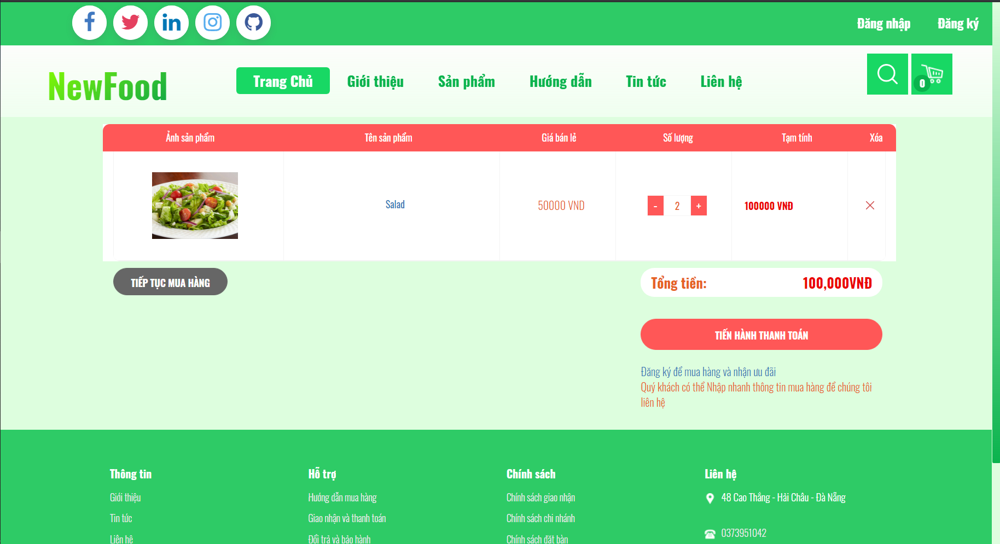 Đăng nhập Đăng ký
NewFood
Trang Chủ Giới thiệu Sản phẩm Hướng dẫn Tin tức Liên hệ
0
Ảnh sản phẩm Tên sản phẩm Giá bán lẻ Số lượng Tạm tính Xóa
Salad 50000 VND - 2 + 100000 VNĐ
TIẾP TỤC MUA HÀNG
Tổng tiền: 100,000VNĐ
TIẾN HÀNH THANH TOÁN
Đăng ký để mua hàng và nhận ưu đãi
Quý khách có thể Nhập nhanh thông tin mua hàng để chúng tôi
liên hệ
Thông tin Hỗ trợ Chính sách Liên hệ
Giới thiệu Hướng dẫn mua hàng Chính sách giao nhận 48 Cao Thắng - Hải Châu - Đà Nẵng
Tin tức Giao nhận và thanh toán Chính sách chi nhánh
0373951042
Liên hệ Đổi trả và bảo hành Chính sách đặt bàn